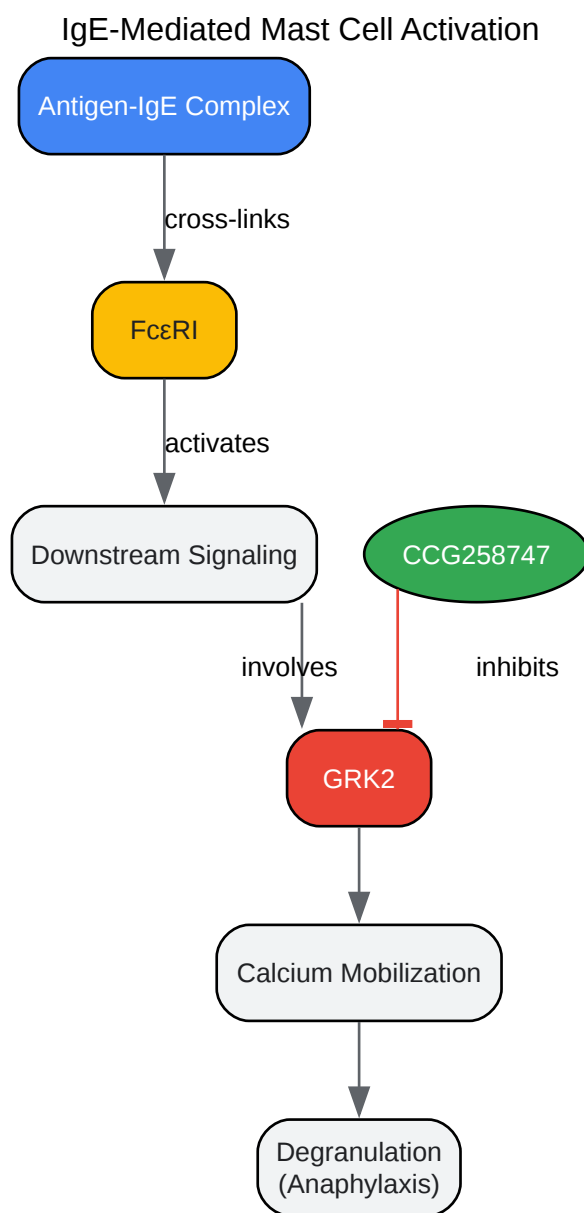 IgE-Mediated Mast Cell Activation
Antigen-IgE Complex
cross-links
FcεRI
activates
Downstream Signaling
CCG258747
involves
inhibits
GRK2
Calcium Mobilization
Degranulation
(Anaphylaxis)